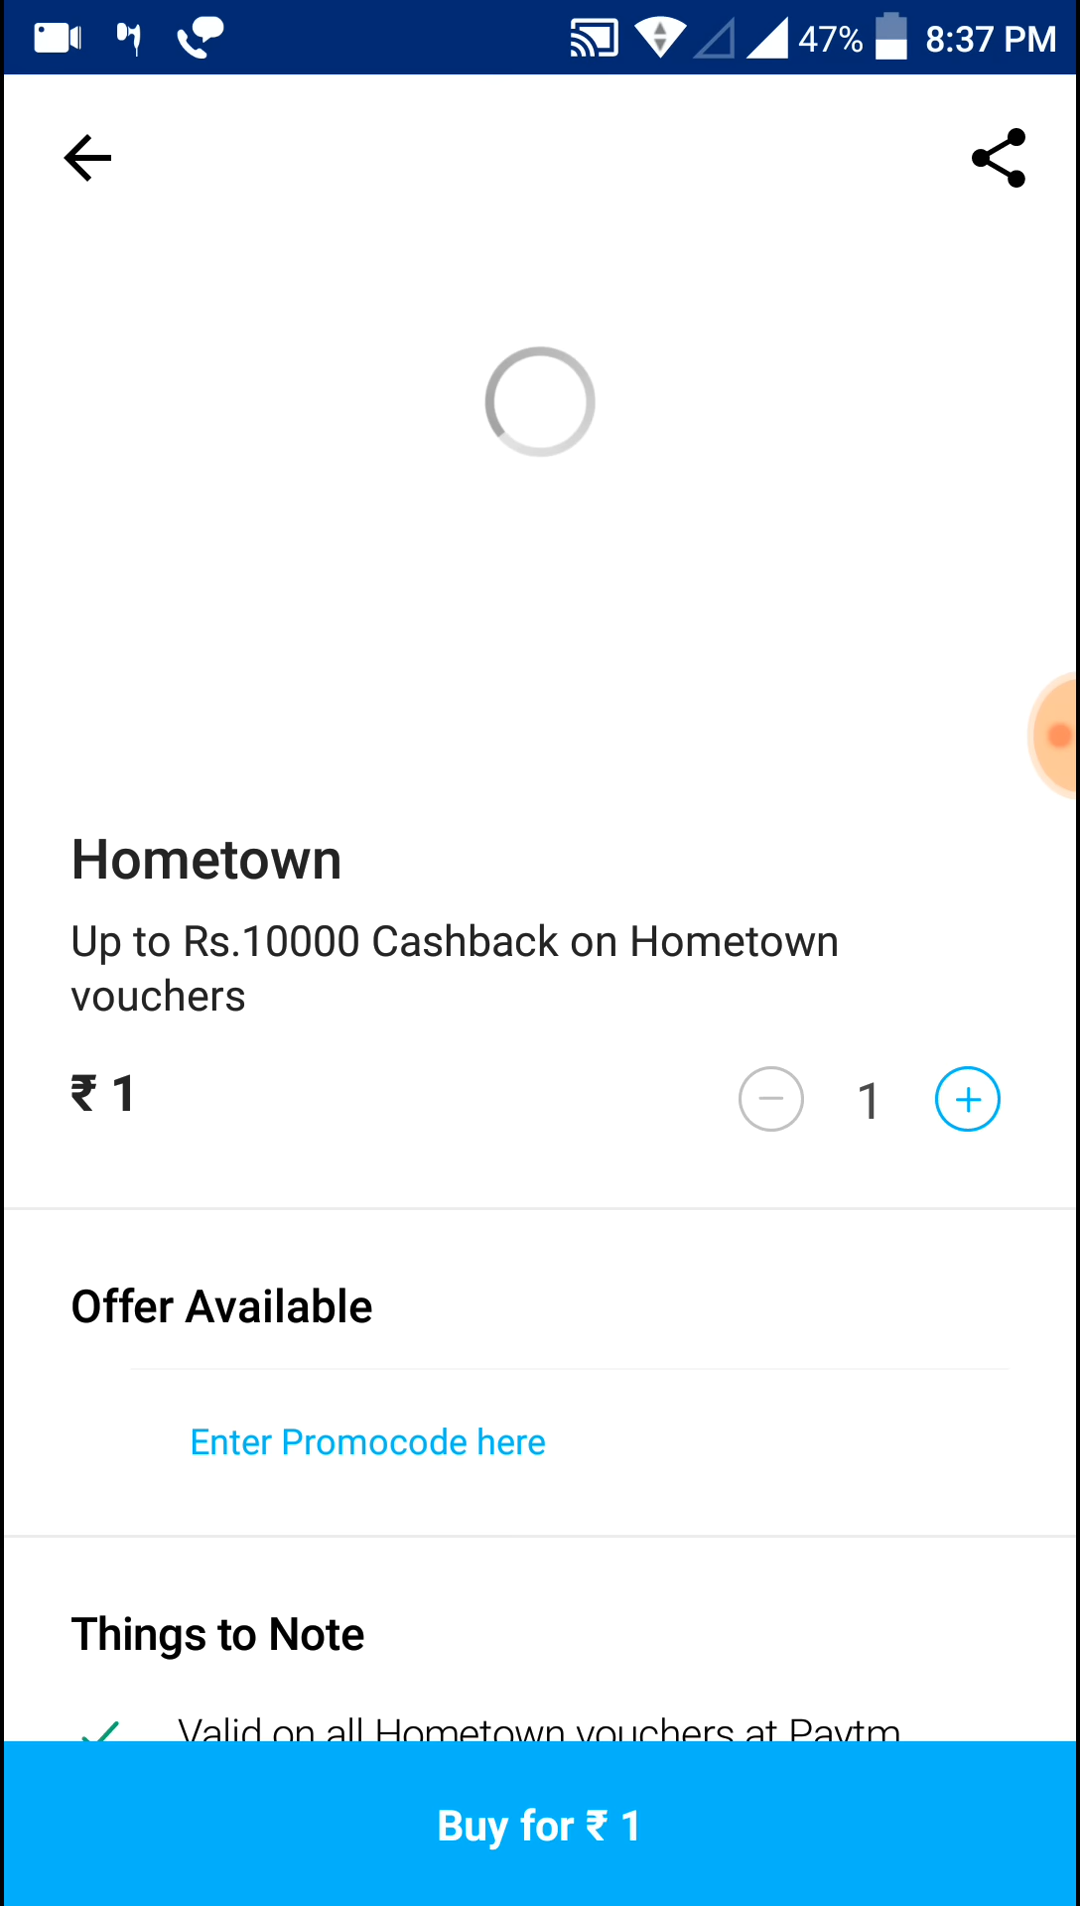 47% 8:37 PM
Hometown
Up to Rs.10000 Cashback on Hometown
vouchers
₹ 1
1
Offer Available
Enter Promocode here
Things to Note
Valid on all Hometown vouchers at Paytm
Buy for ₹ 1